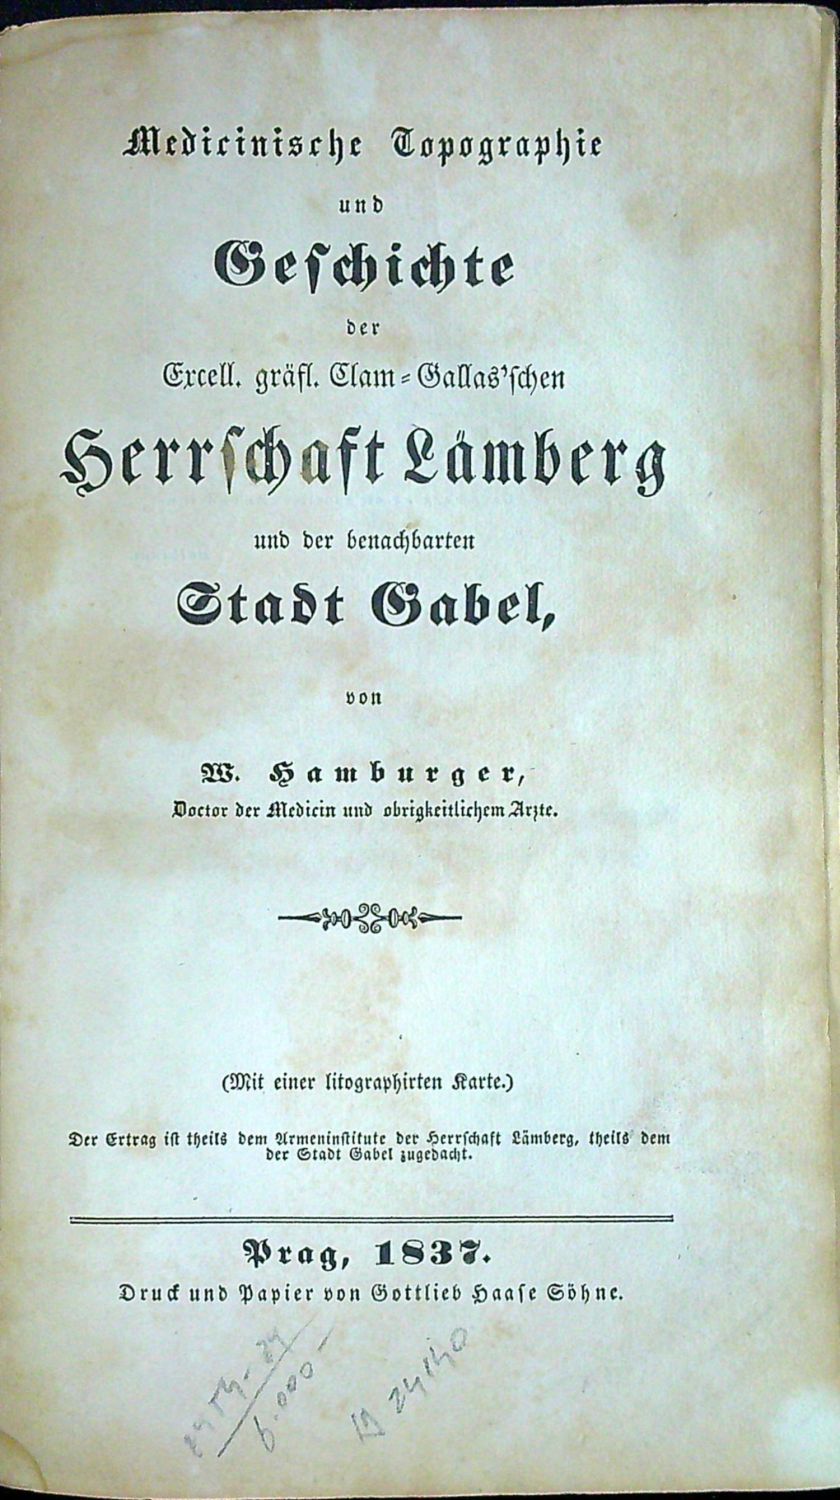 Medicinische Topographie
und
Geschichte
der
Excell. gräfl. Clam-Gallas'schen
Herrschaft Lämberg
und der benachbarten
Stadt Gabel,
von
W. Hamburger,
Doctor der Medicin und obrigkeitlichem Arzte.
(Mit einer litographirten Karte.)
Der Ertrag ist theils dem Armeninstitute der Herrschaft Lämberg, theils dem
der Stadt Gabel zugedacht.
Prag, 1837.
Druck und Papier von Gottlieb Haase Söhne.
6.000-